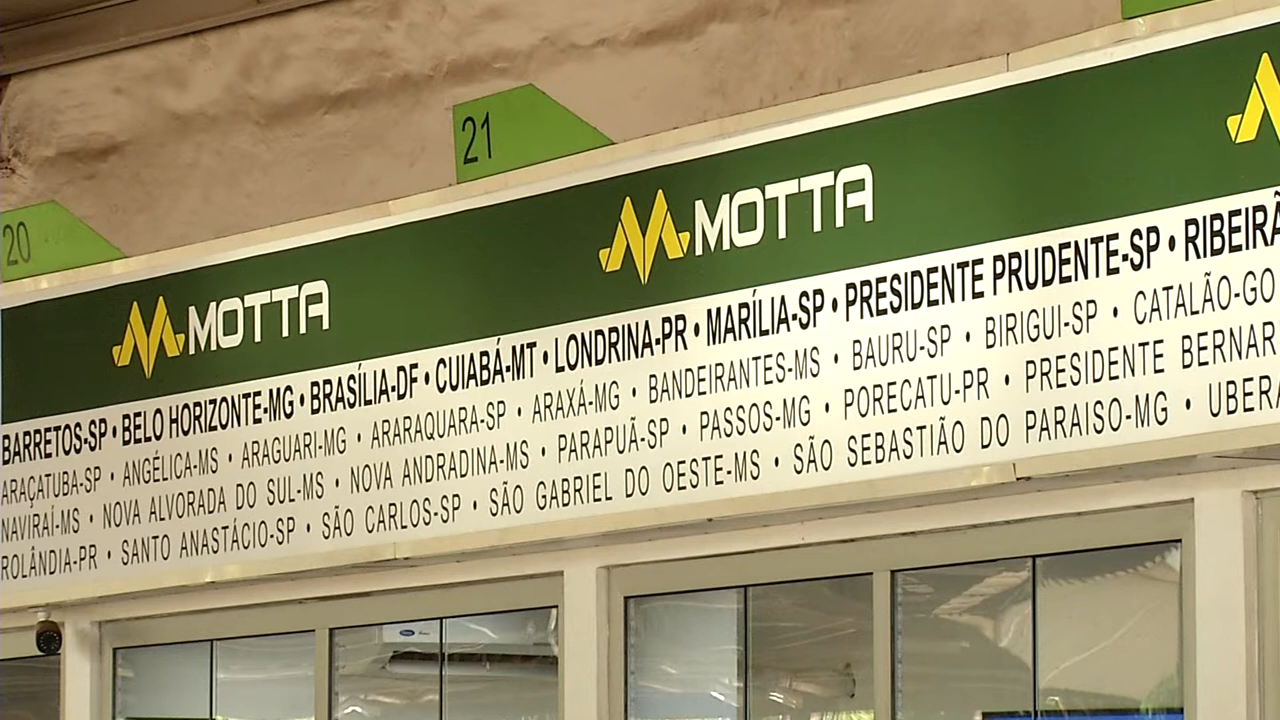 20
21
MOTTA
MOTTA
BARRETOS-SP • BELO HORIZONTE-MG • BRASÍLIA-DF • CUIABÁ-MT • LONDRINA-PR • MARÍLIA-SP • PRESIDENTE PRUDENTE-SP • RIBEIRÃ
ARAÇATUBA-SP • ANGÉLICA-MS • ARAGUARI-MG • ARARAQUARA-SP • ARAXÁ-MG • BANDEIRANTES-MS • BAURU-SP • BIRIGUI-SP • CATALÃO-GO
NAVIRAÍ-MS • NOVA ALVORADA DO SUL-MS • NOVA ANDRADINA-MS • PARAPUÃ-SP • PASSOS-MG • PORECATU-PR • PRESIDENTE BERNAR
ROLÂNDIA-PR • SANTO ANASTÁCIO-SP • SÃO CARLOS-SP • SÃO GABRIEL DO OESTE-MS • SÃO SEBASTIÃO DO PARAISO-MG • UBERA